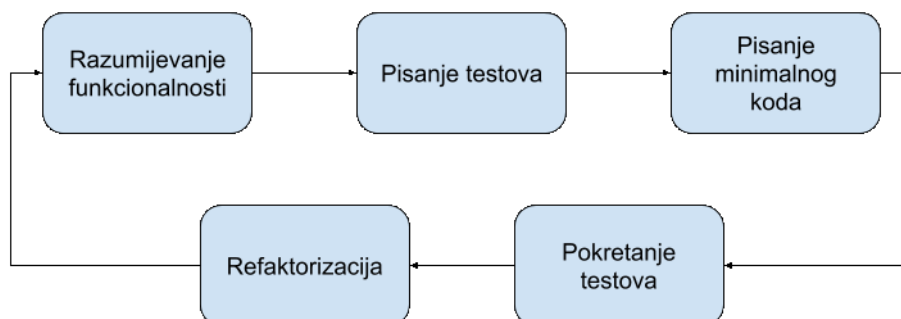 Razumijevanje
funkcionalnosti
Pisanje testova
Pisanje
minimalnog
koda
Refaktorizacija
Pokretanje
testova